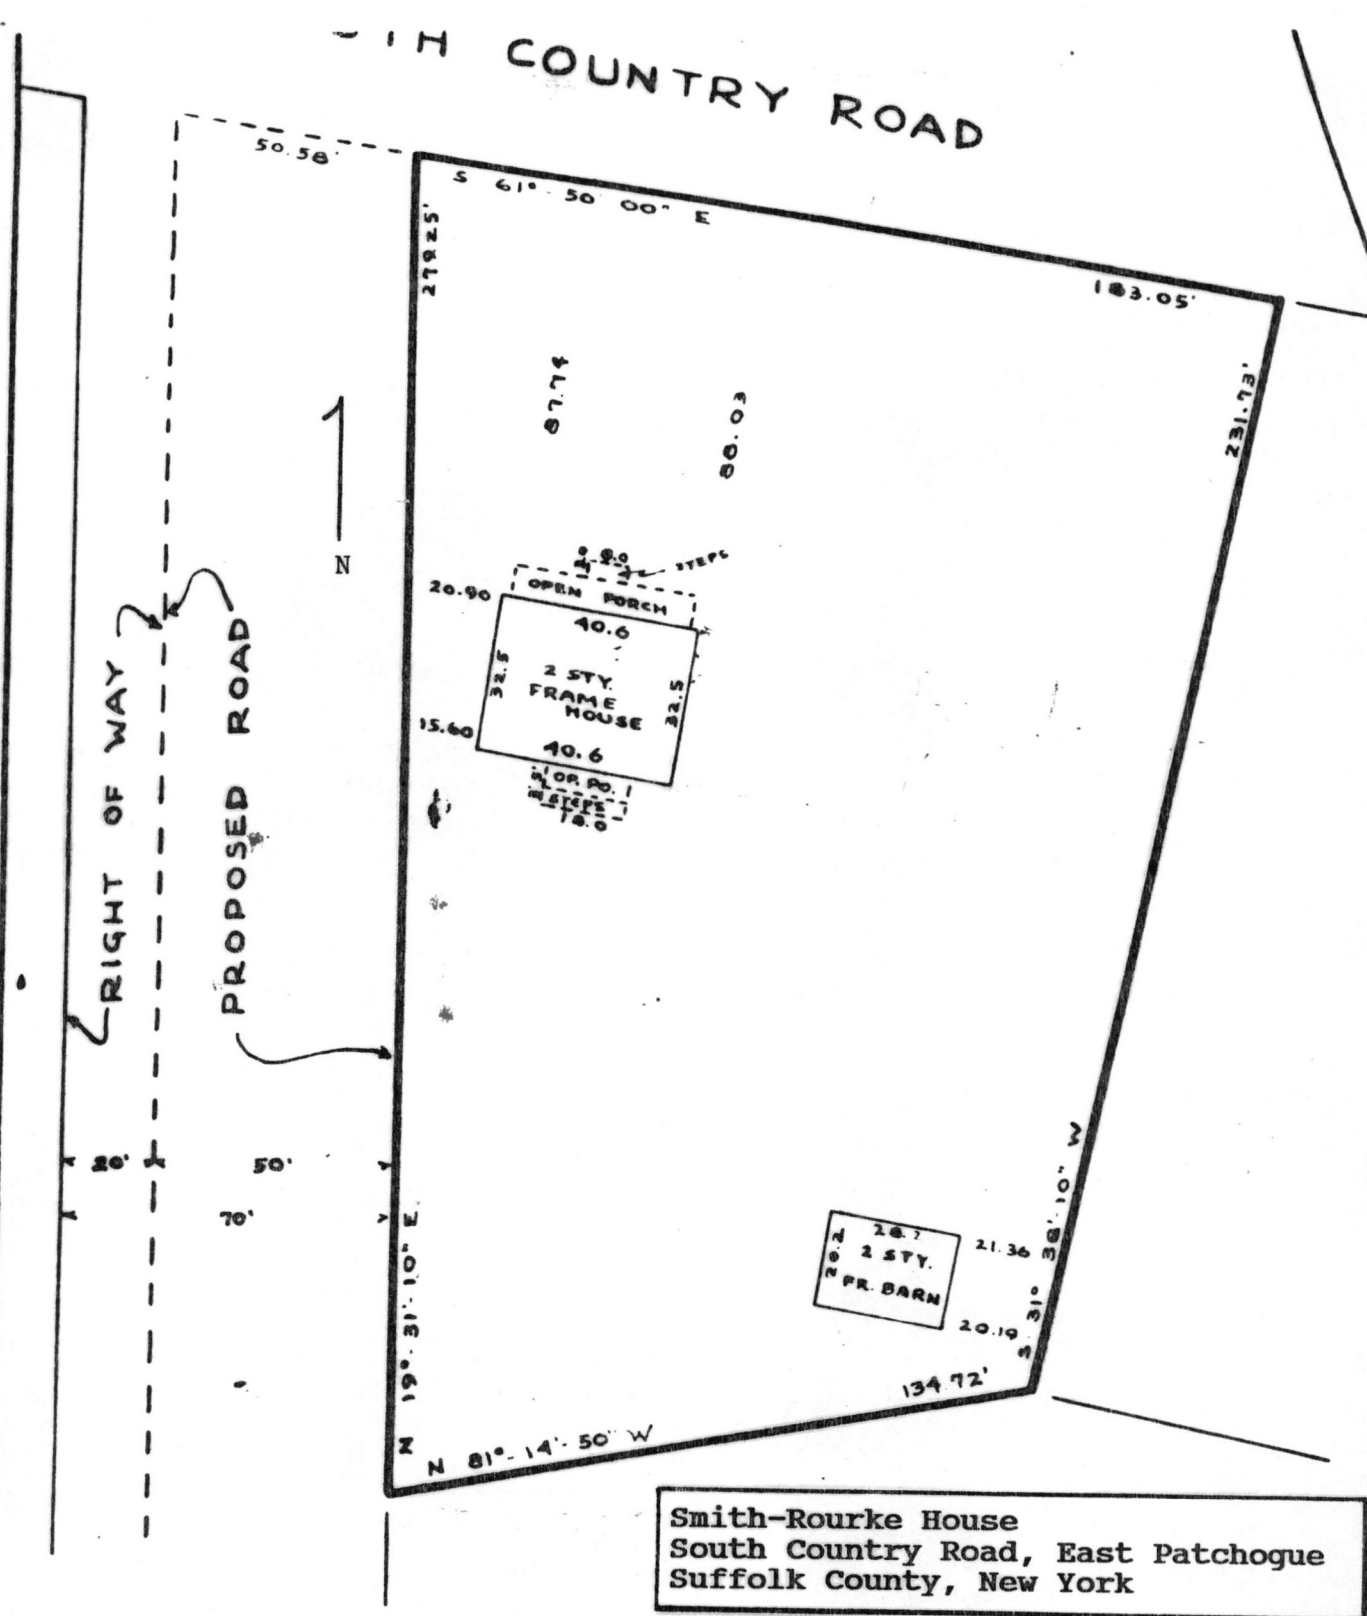 TH COUNTRY ROAD
50.58'
S 61° 50' 00" E
183.05'
279.25'
231.73'
87.74
88.03
N
STEPS
OPEN PORCH
20.90
40.6
32.5
2 STY.
FRAME
HOUSE
32.5
15.60
40.6
OP. PO.
STEPS
RIGHT OF WAY
PROPOSED ROAD
20'
50'
70'
N 19° 31' 10" E
S 31° 38' 10" W
20.2
2 STY.
FR. BARN
21.36
20.19
134.72'
N 81° - 14' - 50" W
Smith-Rourke House
South Country Road, East Patchogue
Suffolk County, New York